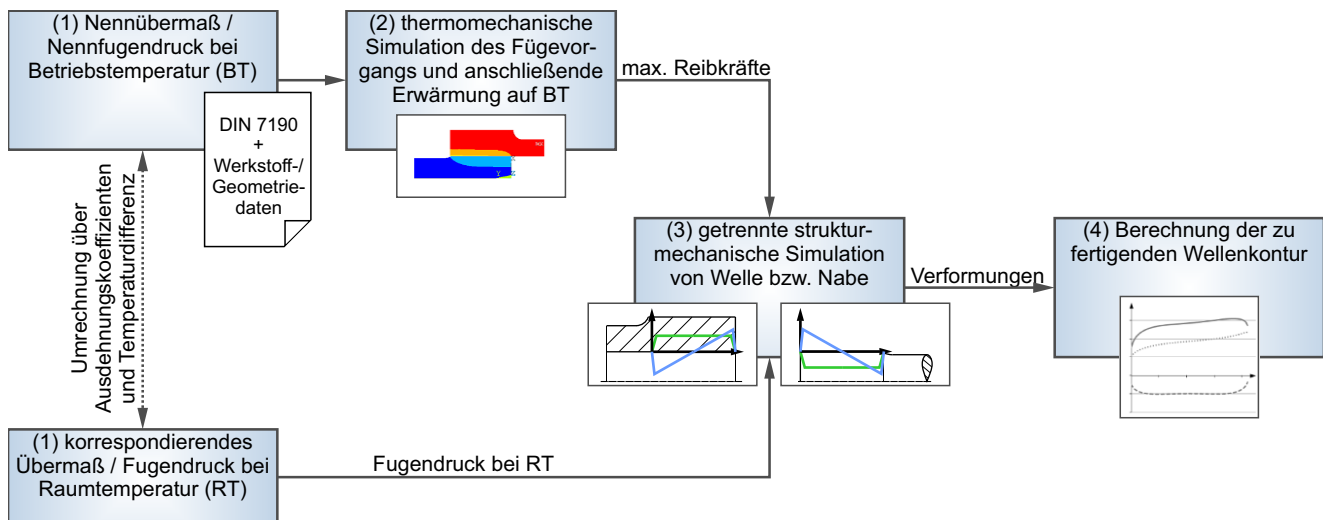 (1) Nennübermaß /
Nennfugendruck bei
Betriebstemperatur (BT)
DIN 7190
+
Werkstoff-/
Geometrie-
daten
(2) thermomechanische
Simulation des Fügevor-
gangs und anschließende
Erwärmung auf BT
max. Reibkräfte
Umrechnung über
Ausdehnungskoeffizienten
und Temperaturdifferenz
(3) getrennte struktur-
mechanische Simulation
von Welle bzw. Nabe
Verformungen
(4) Berechnung der zu
fertigenden Wellenkontur
(1) korrespondierendes
Übermaß / Fugendruck bei
Raumtemperatur (RT)
Fugendruck bei RT